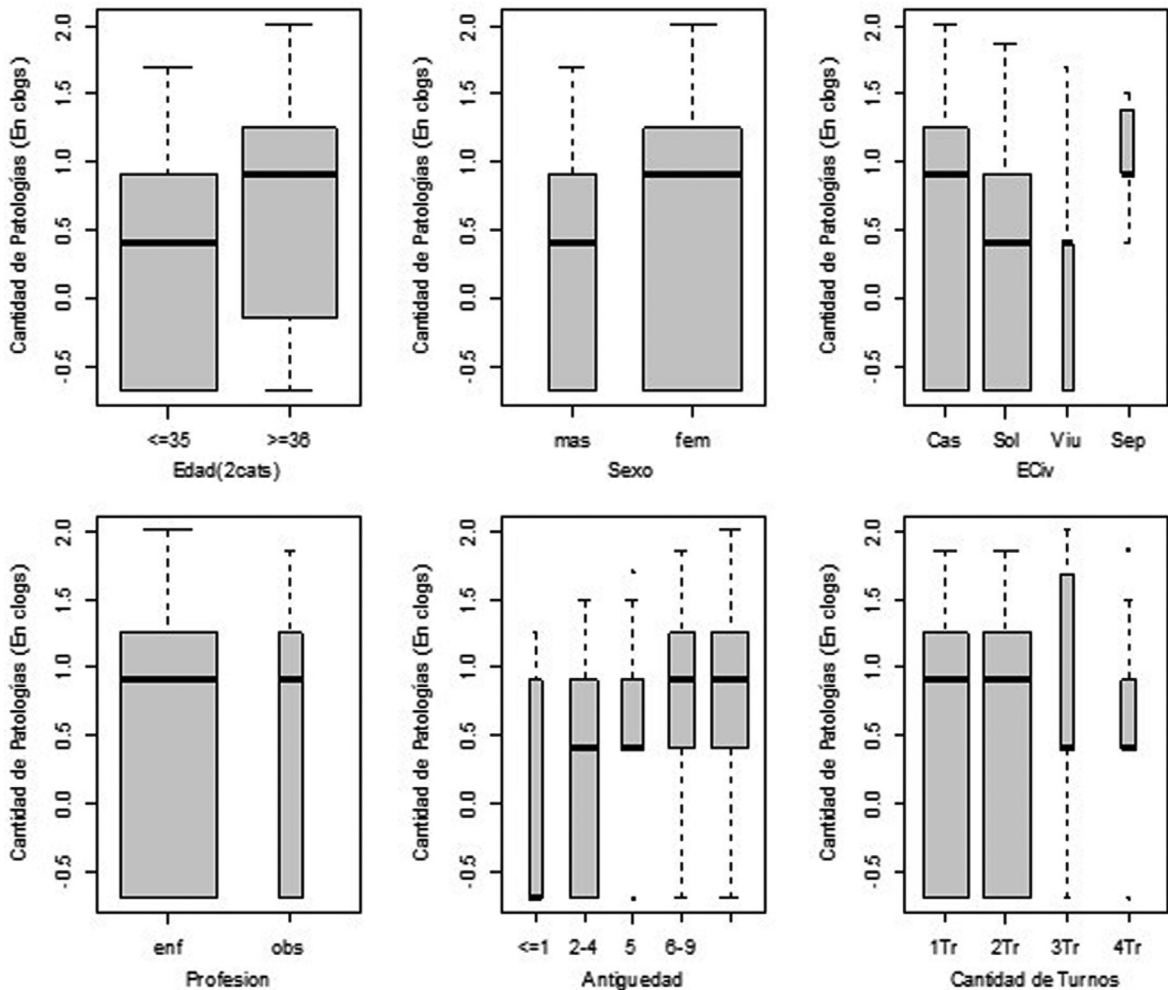 Cantidad de Patologías (En clogs)
2.0
1.5
1.0
0.5
0.0
-0.5
<=35 >=36
Edad(2cats)
Cantidad de Patologías (En clogs)
2.0
1.5
1.0
0.5
0.0
-0.5
mas fem
Sexo
Cantidad de Patologías (En clogs)
2.0
1.5
1.0
0.5
0.0
-0.5
Cas Sol Viu Sep
ECiv
Cantidad de Patologías (En clogs)
2.0
1.5
1.0
0.5
0.0
-0.5
enf obs
Profesion
Cantidad de Patologías (En clogs)
2.0
1.5
1.0
0.5
0.0
-0.5
<=1 2-4 5 6-9
Antiguedad
Cantidad de Patologías (En clogs)
2.0
1.5
1.0
0.5
0.0
-0.5
1Tr 2Tr 3Tr 4Tr
Cantidad de Turnos